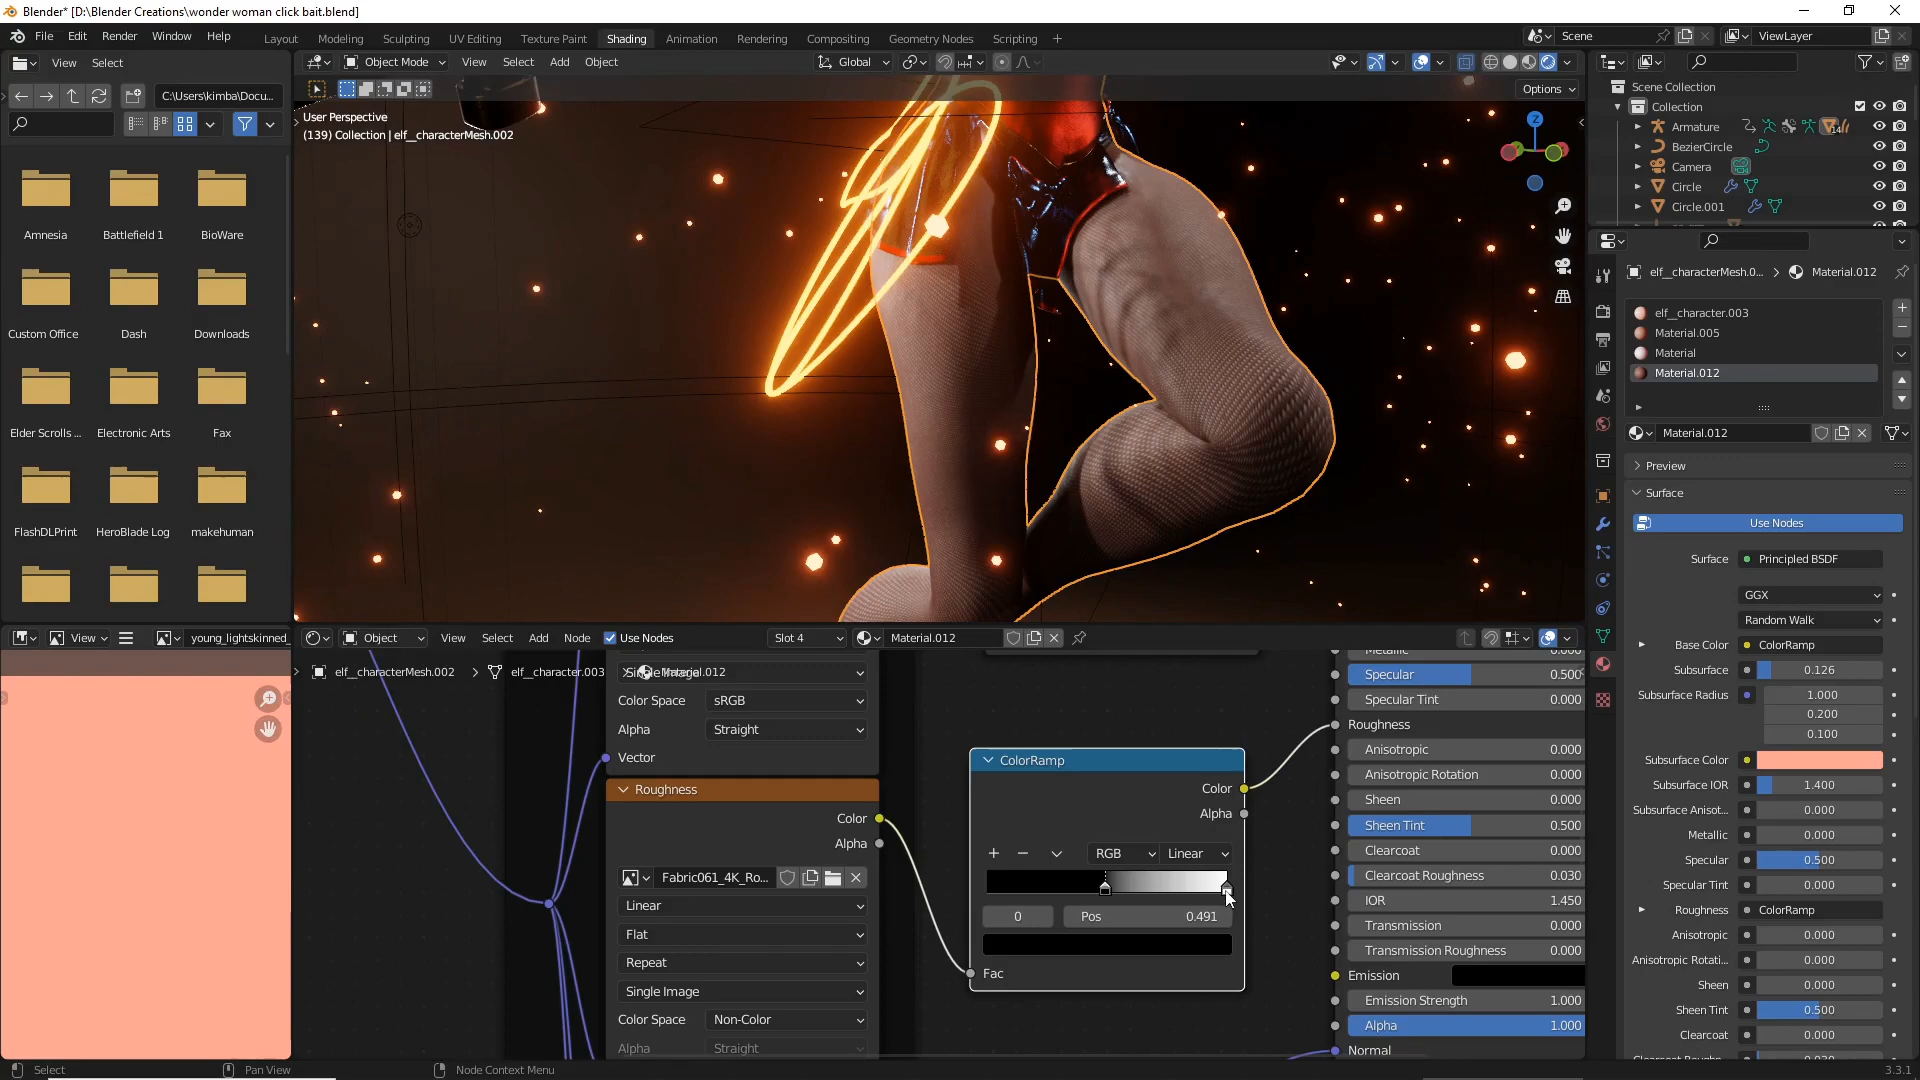 Blender* [D:\Blender Creations\wonder woman click bait.blend]
File Edit Render Window Help Layout Modeling Sculpting UV Editing Texture Paint Shading Animation Rendering Compositing Geometry Nodes Scripting + Scene ViewLayer
View Select
Object Mode View Select Add Object Global
C:\Users\kimba\Docu...
Options
User Perspective
(139) Collection | elf__characterMesh.002
Amnesia Battlefield 1 BioWare
Custom Office Dash Downloads
Elder Scrolls ... Electronic Arts Fax
FlashDLPrint HeroBlade Log makehuman
Z
Scene Collection
Collection
Armature 14
BezierCircle
Camera
Circle
Circle.001
elf__characterMesh.0... > Material.012
elf__character.003
Material.005
Material
Material.012
Material.012
Preview
Surface
Use Nodes
Surface Principled BSDF
GGX
Random Walk
Base Color ColorRamp
Subsurface 0.126
Subsurface Radius 1.000
0.200
0.100
Subsurface Color
Subsurface IOR 1.400
Subsurface Anisot... 0.000
Metallic 0.000
Specular 0.500
Specular Tint 0.000
Roughness ColorRamp
Anisotropic 0.000
Anisotropic Rotati... 0.000
Sheen 0.000
Sheen Tint 0.500
Clearcoat 0.000
View young_lightskinned_
Object View Select Add Node Use Nodes Slot 4 Material.012
elf__characterMesh.002 > elf__character.003 > Material.012
Single Image
Color Space sRGB
Alpha Straight
Vector
Roughness
Color
Alpha
Fabric061_4K_Ro...
Linear
Flat
Repeat
Single Image
Color Space Non-Color
Alpha Straight
ColorRamp
Color
Alpha
+ − RGB Linear
0 Pos 0.491
Fac
Metallic 0.000
Specular 0.500
Specular Tint 0.000
Roughness
Anisotropic 0.000
Anisotropic Rotation 0.000
Sheen 0.000
Sheen Tint 0.500
Clearcoat 0.000
Clearcoat Roughness 0.030
IOR 1.450
Transmission 0.000
Transmission Roughness 0.000
Emission
Emission Strength 1.000
Alpha 1.000
Normal
Select Pan View Node Context Menu 3.3.1